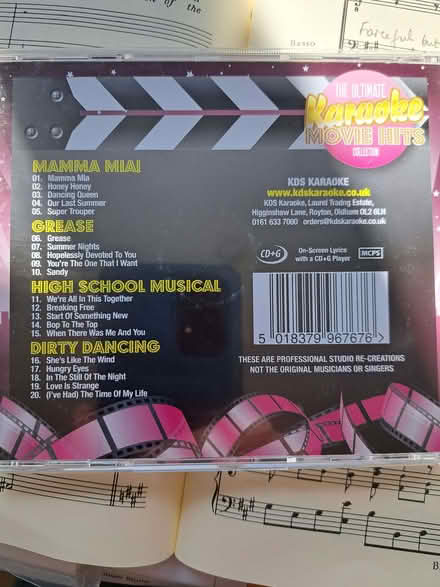 of the
Basso
Forceful but
THE ULTIMATE
Karaoke
MOVIE HITS
COLLECTION
MAMMA MIA!
01. Mamma Mia
02. Honey Honey
03. Dancing Queen
04. Our Last Summer
05. Super Trouper
GREASE
06. Grease
07. Summer Nights
08. Hopelessly Devoted To You
09. You're The One That I Want
10. Sandy
HIGH SCHOOL MUSICAL
11. We're All In This Together
12. Breaking Free
13. Start Of Something New
14. Bop To The Top
15. When There Was Me And You
DIRTY DANCING
16. She's Like The Wind
17. Hungry Eyes
18. In The Still Of The Night
19. Love Is Strange
20. (I've Had) The Time Of My Life
KDS KARAOKE
www.kdskaraoke.co.uk
KDS Karaoke, Laurel Trading Estate,
Higginshaw Lane, Royton, Oldham OL2 6LH
0161 633 7000 orders@kdskaraoke.co.uk
CD+G
On-Screen Lyrics
with a CD+G Player
MCPS
5 018379 967676 >
THESE ARE PROFESSIONAL STUDIO RE-CREATIONS
NOT THE ORIGINAL MUSICIANS OR SINGERS
B